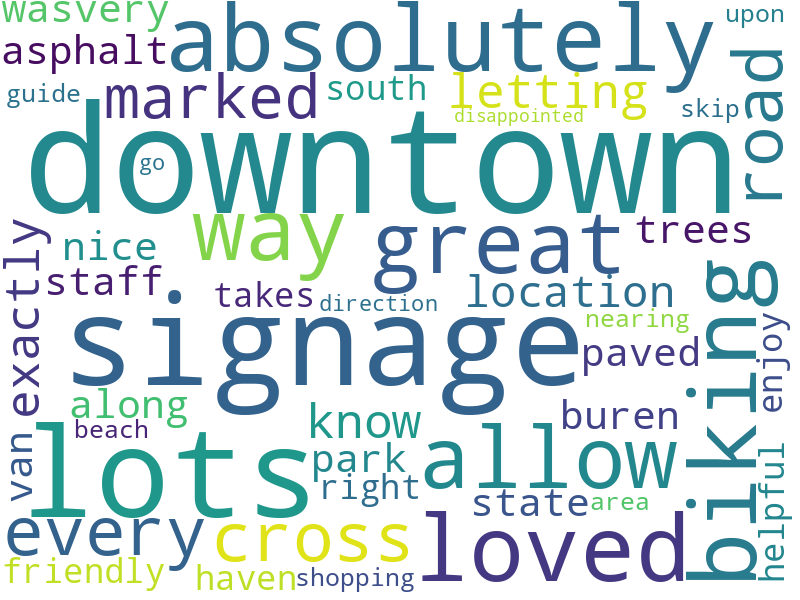 wasvery
absolutely
upon
asphalt
road
guide
marked
south
letting
skip
disappointed
downtown
go
way
great
trees
exactly
nice
staff
takes
direction
location
signage
nearing
paved
biking
enjoy
along
know
buren
beach
lots
park
allow
van
right
state
area
helpful
every
cross
loved
friendly
haven
shopping